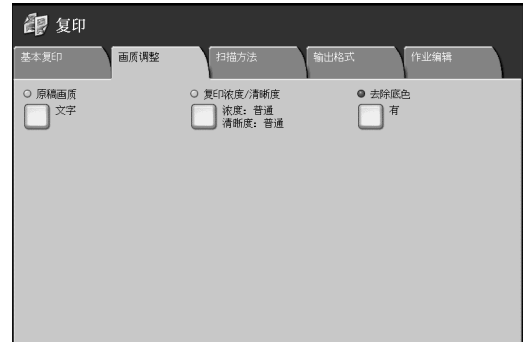 复印
基本复印 画质调整 扫描方法 输出格式 作业编辑
原稿画质 复印浓度/清晰度 去除底色
文字 浓度：普通 有
清晰度：普通